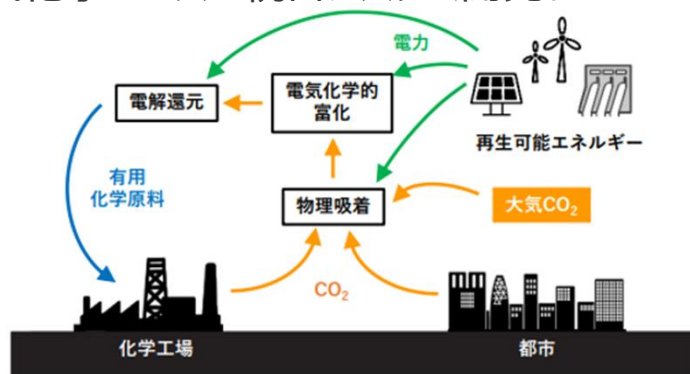 電力
電解還元
電気化学的
富化
再生可能エネルギー
有用
化学原料
物理吸着
大気CO₂
CO₂
化学工場
都市